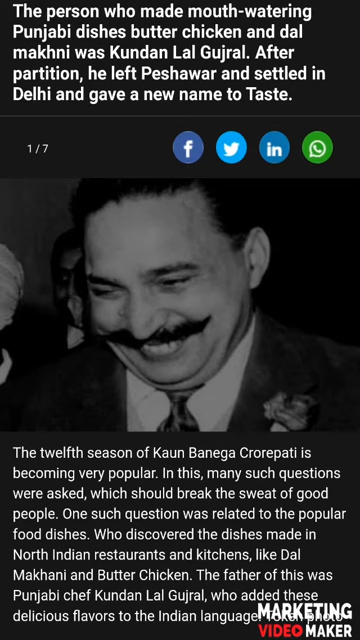 The person who made mouth-watering
Punjabi dishes butter chicken and dal
makhni was Kundan Lal Gujral. After
partition, he left Peshawar and settled in
Delhi and gave a new name to Taste.
1 / 7
The twelfth season of Kaun Banega Crorepati is
becoming very popular. In this, many such questions
were asked, which should break the sweat of good
people. One such question was related to the popular
food dishes. Who discovered the dishes made in
North Indian restaurants and kitchens, like Dal
Makhani and Butter Chicken. The father of this was
Punjabi chef Kundan Lal Gujral, who added these
delicious flavors to the Indian language.
MARKETING
VIDEO MAKER